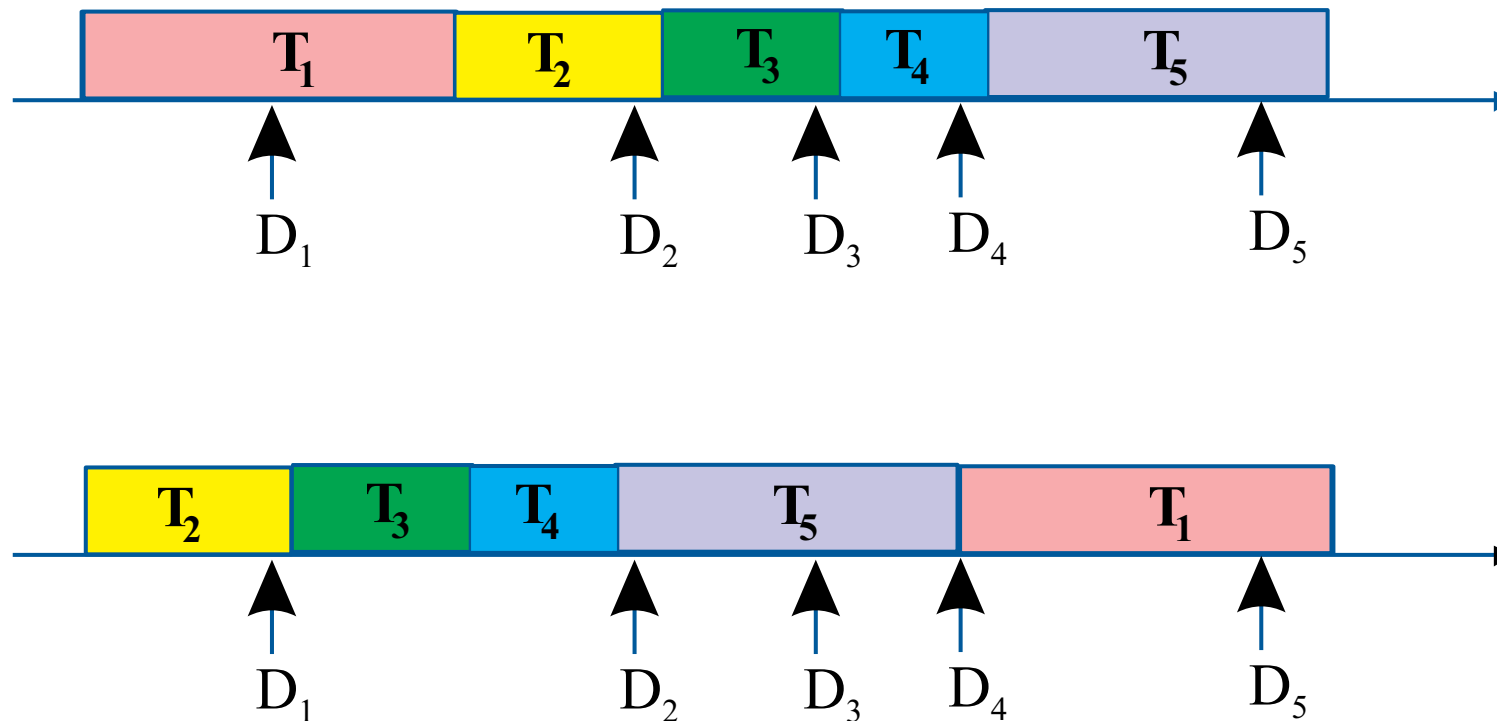 T₁ T₂ T₃ T₄ T₅
D₁ D₂ D₃ D₄ D₅
T₂ T₃ T₄ T₅ T₁
D₁ D₂ D₃ D₄ D₅